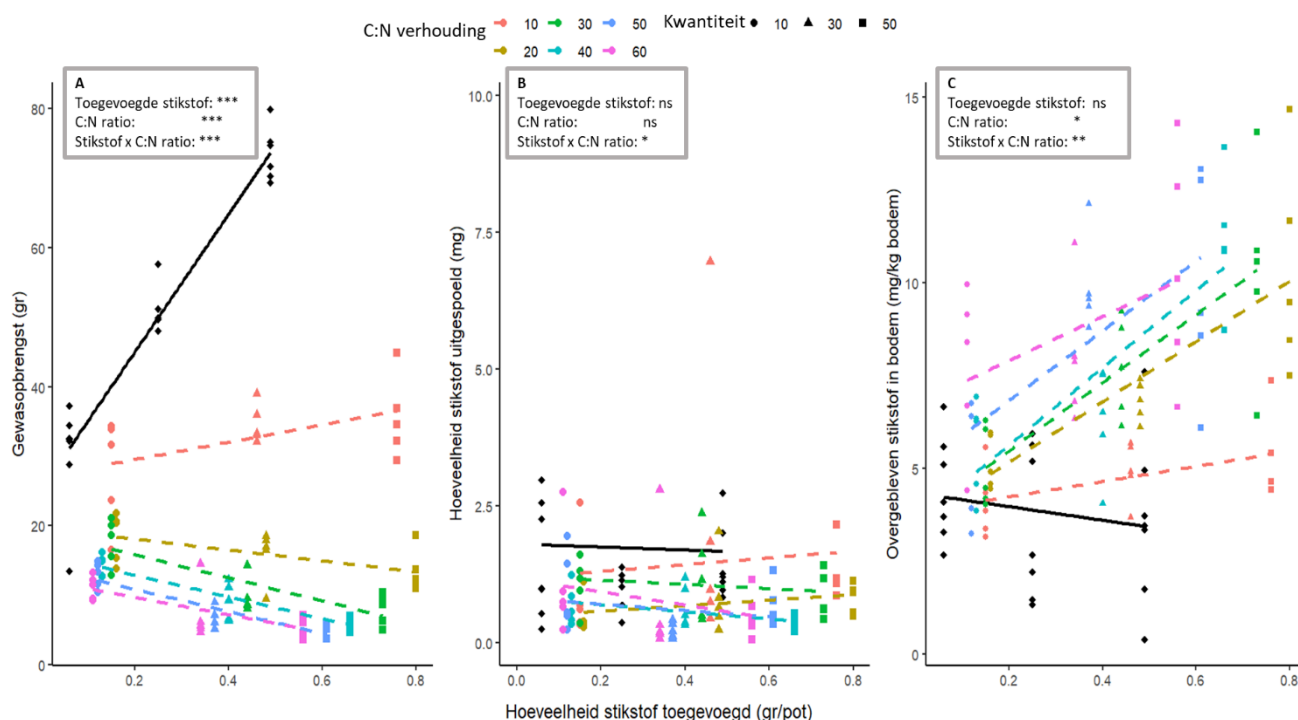 C:N verhouding 10 30 50 Kwantiteit 10 30 50
20 40 60
A
Toegevoegde stikstof: ***
C:N ratio: ***
Stikstof x C:N ratio: ***
Gewasopbrengst (gr)
80
60
40
20
0
0.2 0.4 0.6 0.8
B
Toegevoegde stikstof: ns
C:N ratio: ns
Stikstof x C:N ratio: *
Hoeveelheid stikstof uitgespoeld (mg)
10.0
7.5
5.0
2.5
0.0
0.0 0.2 0.4 0.6 0.8
C
Toegevoegde stikstof: ns
C:N ratio: *
Stikstof x C:N ratio: **
Overgebleven stikstof in bodem (mg/kg bodem)
15
10
5
0
0.2 0.4 0.6 0.8
Hoeveelheid stikstof toegevoegd (gr/pot)